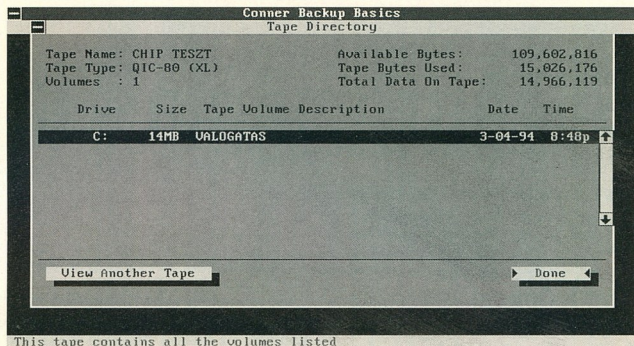 Conner Backup Basics
Tape Directory
Tape Name: CHIP TESZT Available Bytes: 109,602,816
Tape Type: QIC-80 (XL) Tape Bytes Used: 15,026,176
Volumes : 1 Total Data On Tape: 14,966,119
Drive Size Tape Volume Description Date Time
C: 14MB VALOGATAS 3-04-94 8:48p
View Another Tape Done
This tape contains all the volumes listed